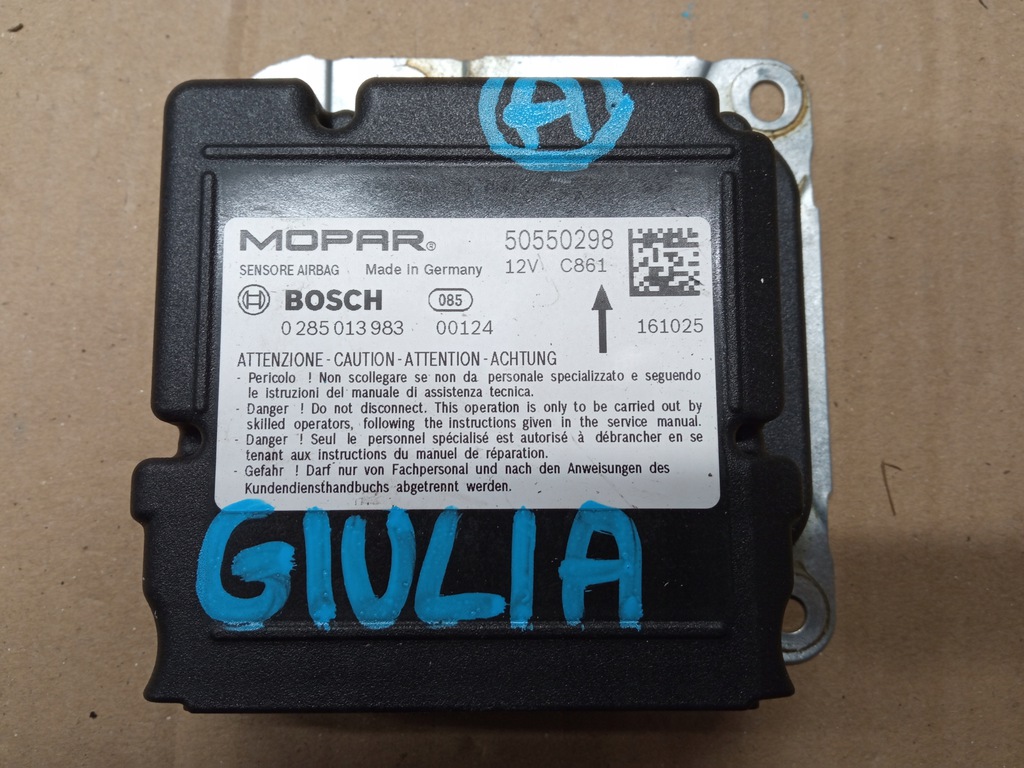 A
MOPAR® 50550298
SENSORE AIRBAG Made in Germany 12V C861
BOSCH 085
0 285 013 983 00124 161025
ATTENZIONE - CAUTION - ATTENTION - ACHTUNG
- Pericolo ! Non scollegare se non da personale specializzato e seguendo
le istruzioni del manuale di assistenza tecnica.
- Danger ! Do not disconnect. This operation is only to be carried out by
skilled operators, following the instructions given in the service manual.
- Danger ! Seul le personnel spécialisé est autorisé à débrancher en se
tenant aux instructions du manuel de réparation.
- Gefahr ! Darf nur von Fachpersonal und nach den Anweisungen des
Kundendiensthandbuchs abgetrennt werden.
GIULIA